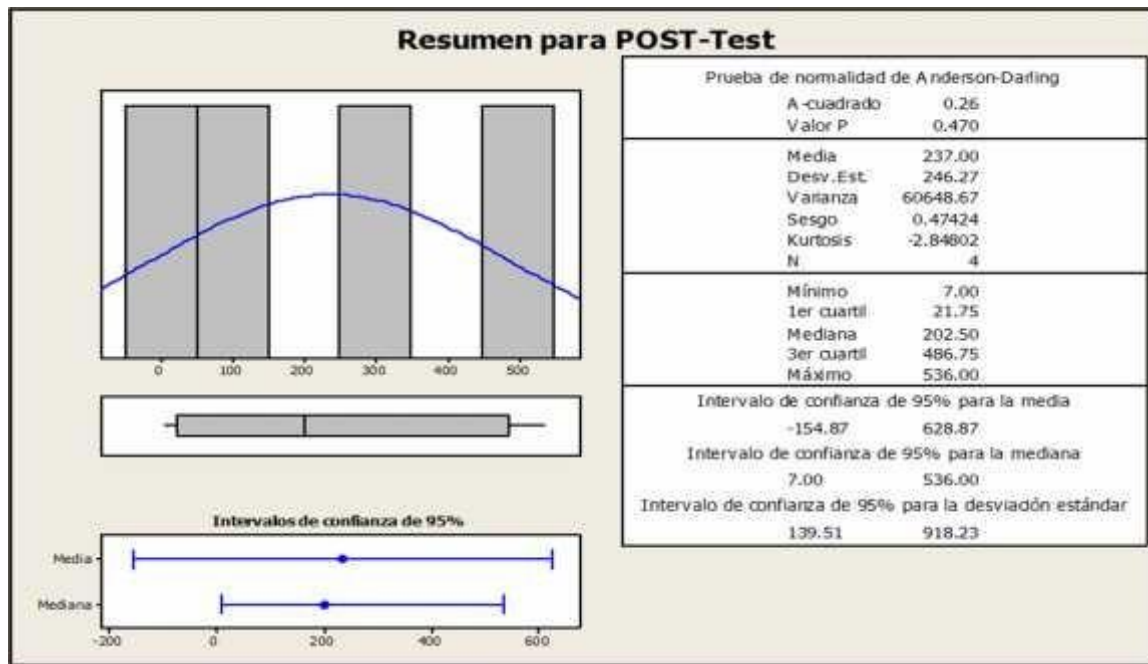 Resumen para POST-Test
0 100 200 300 400 500
Intervalos de confianza de 95%
Media
Mediana
-200 0 200 400 600
Prueba de normalidad de Anderson-Darling
A-cuadrado 0.26
Valor P 0.470
Media 237.00
Desv.Est. 246.27
Varianza 60648.67
Sesgo 0.47424
Kurtosis -2.84802
N 4
Mínimo 7.00
1er cuartil 21.75
Mediana 202.50
3er cuartil 486.75
Máximo 536.00
Intervalo de confianza de 95% para la media
-154.87 628.87
Intervalo de confianza de 95% para la mediana
7.00 536.00
Intervalo de confianza de 95% para la desviación estándar
139.51 918.23